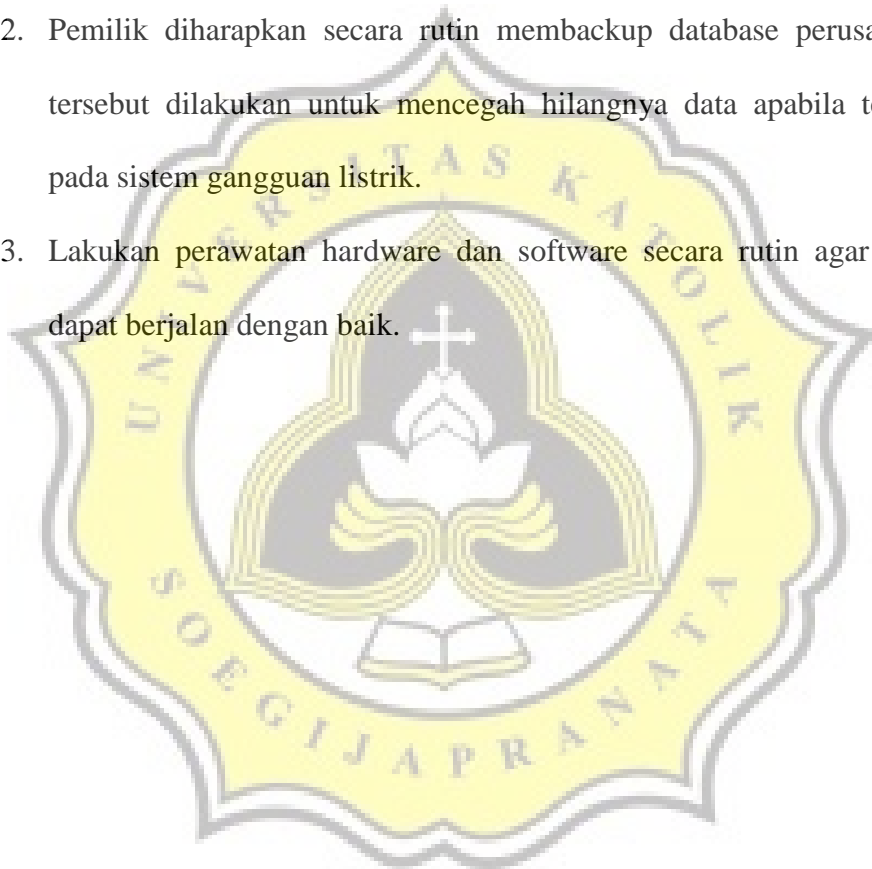 2. Pemilik diharapkan secara rutin membackup database perusa
tersebut dilakukan untuk mencegah hilangnya data apabila te
pada sistem gangguan listrik.
3. Lakukan perawatan hardware dan software secara rutin agar
dapat berjalan dengan baik.
UNIVERSITAS KATOLIK
SOEGIJAPRANATA